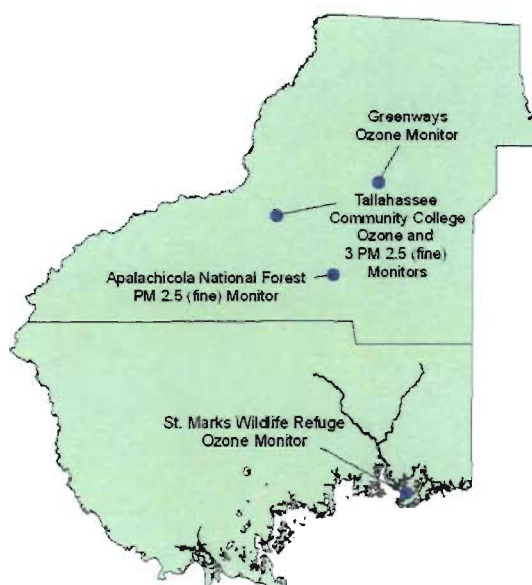 Greenways
Ozone Monitor
Tallahassee
Community College
Ozone and
3 PM 2.5 (fine)
Monitors
Apalachicola National Forest
PM 2.5 (fine) Monitor
St. Marks Wildlife Refuge
Ozone Monitor